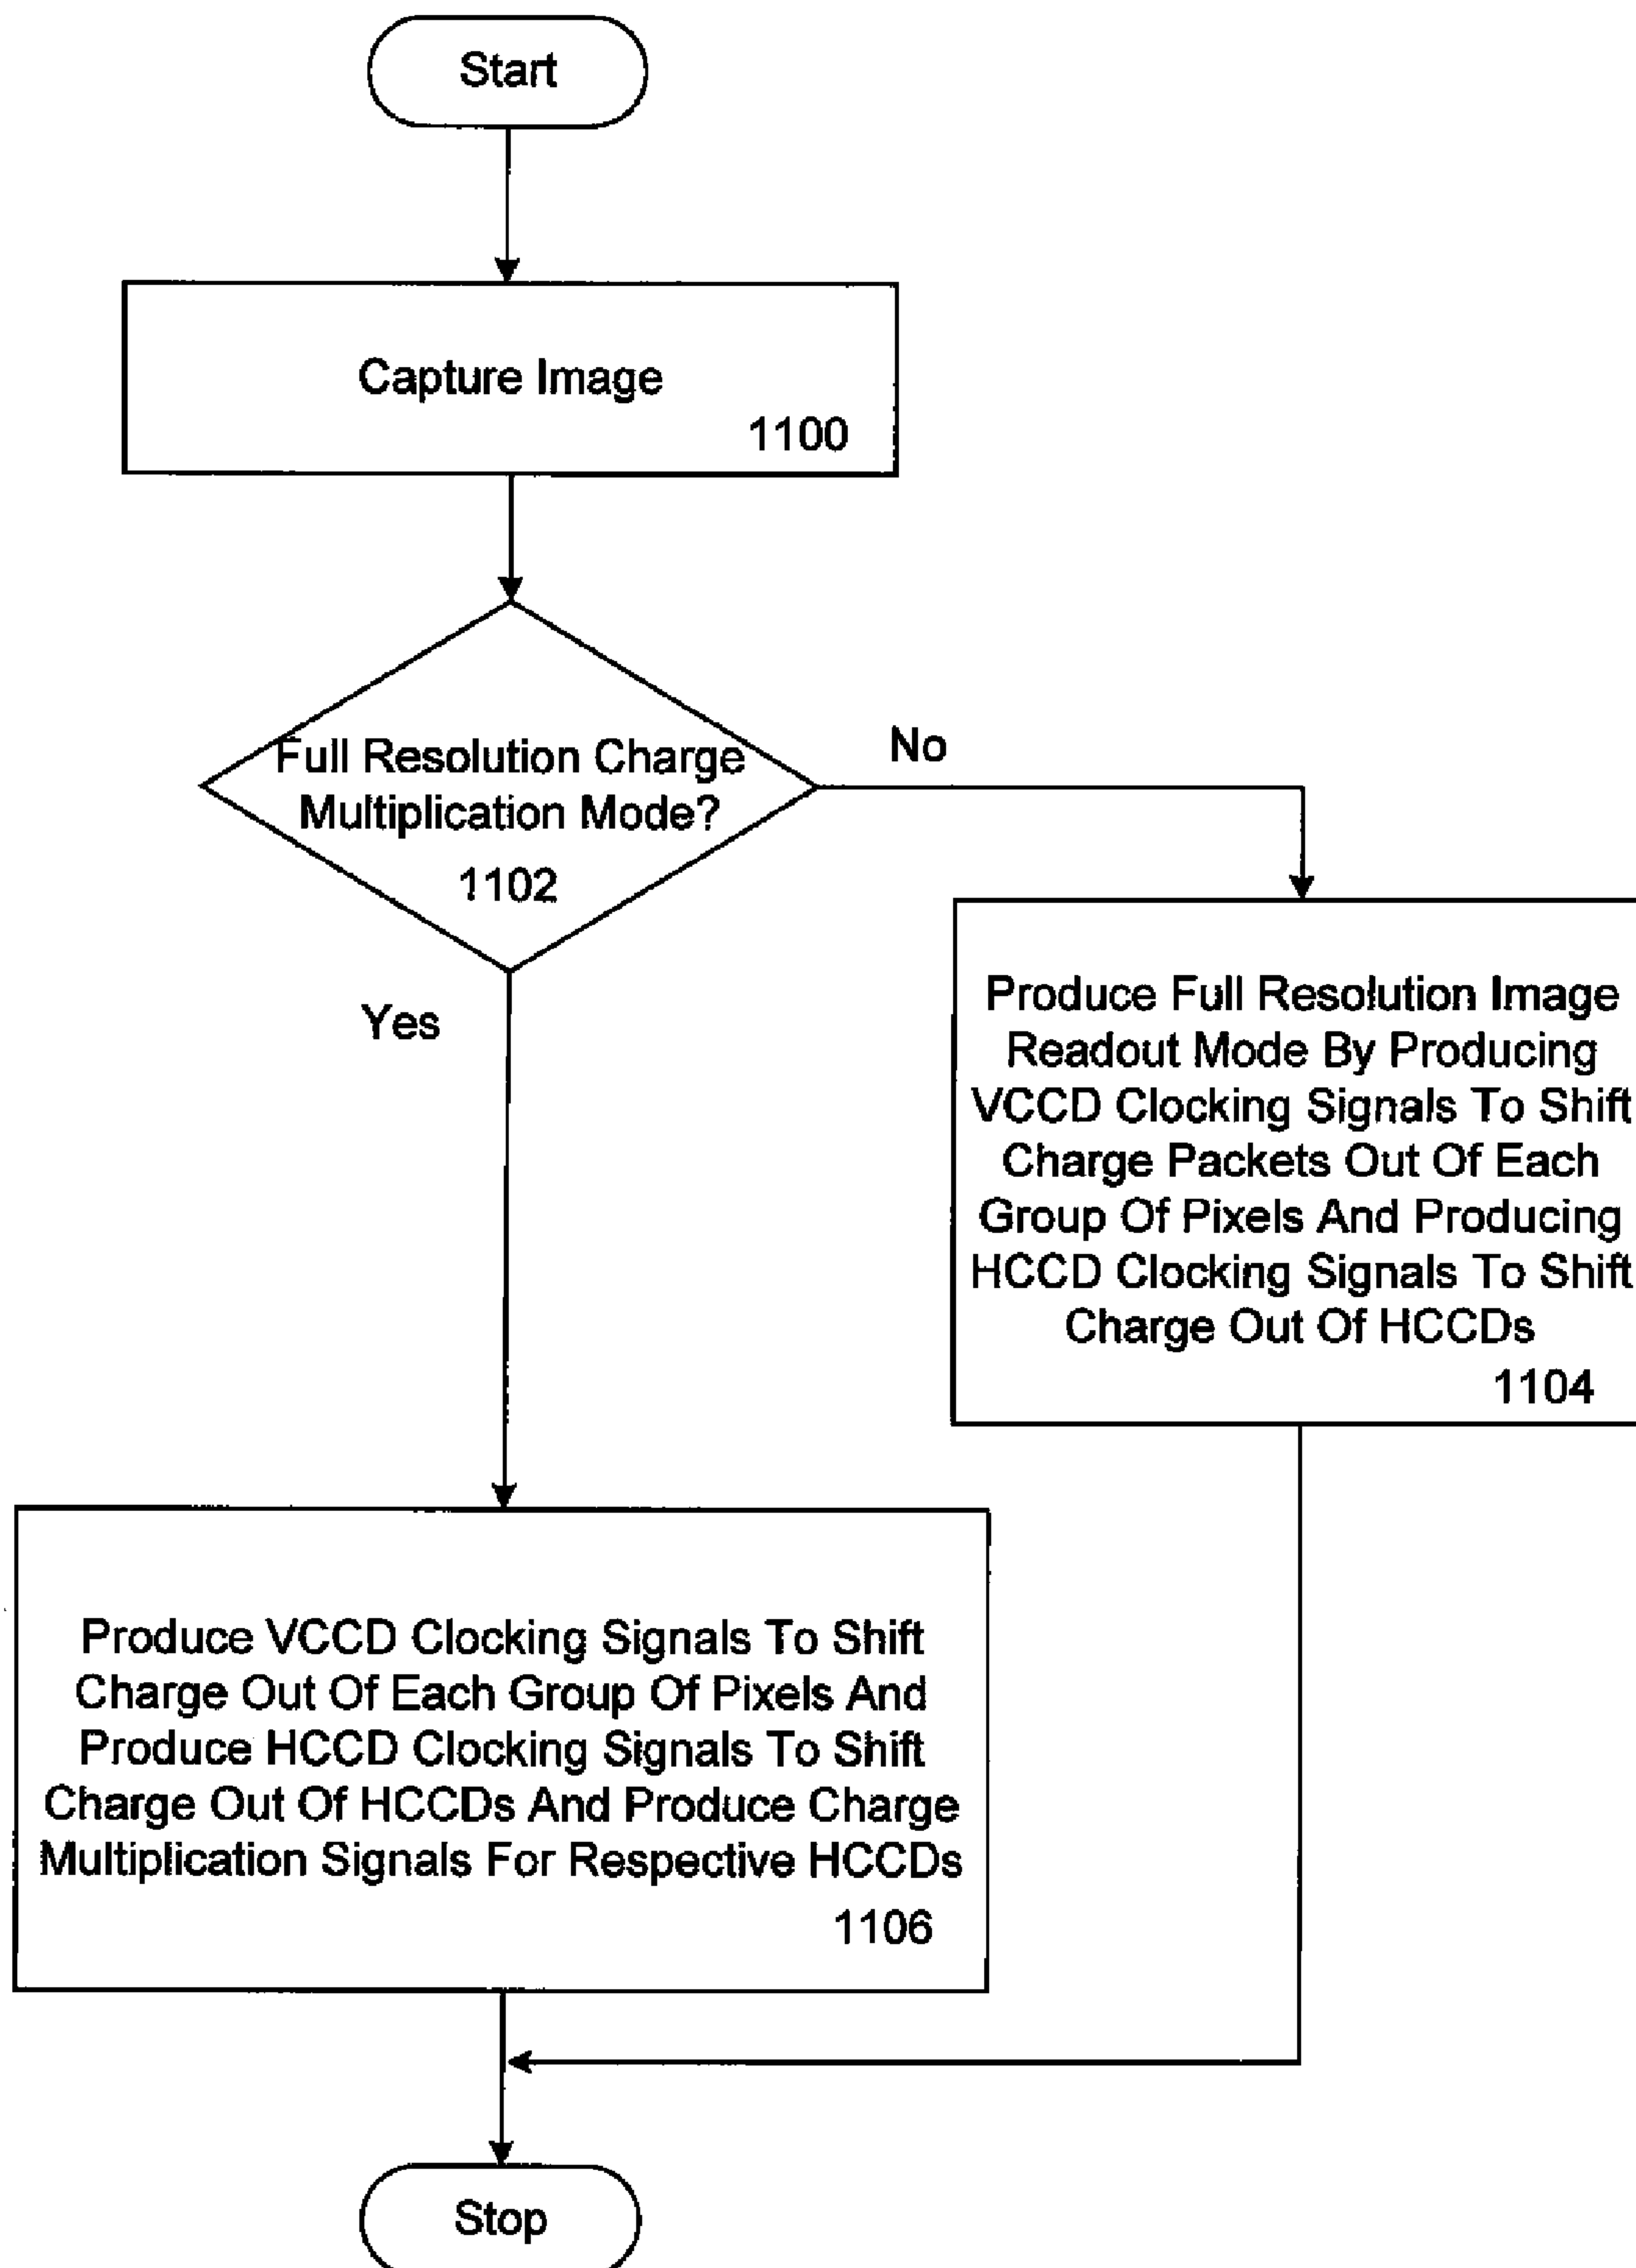 Start
Capture Image
1100
Full Resolution Charge
Multiplication Mode?
1102
No
Yes
Produce Full Resolution Image
Readout Mode By Producing
VCCD Clocking Signals To Shift
Charge Packets Out Of Each
Group Of Pixels And Producing
HCCD Clocking Signals To Shift
Charge Out Of HCCDs
1104
Produce VCCD Clocking Signals To Shift
Charge Out Of Each Group Of Pixels And
Produce HCCD Clocking Signals To Shift
Charge Out Of HCCDs And Produce Charge
Multiplication Signals For Respective HCCDs
1106
Stop